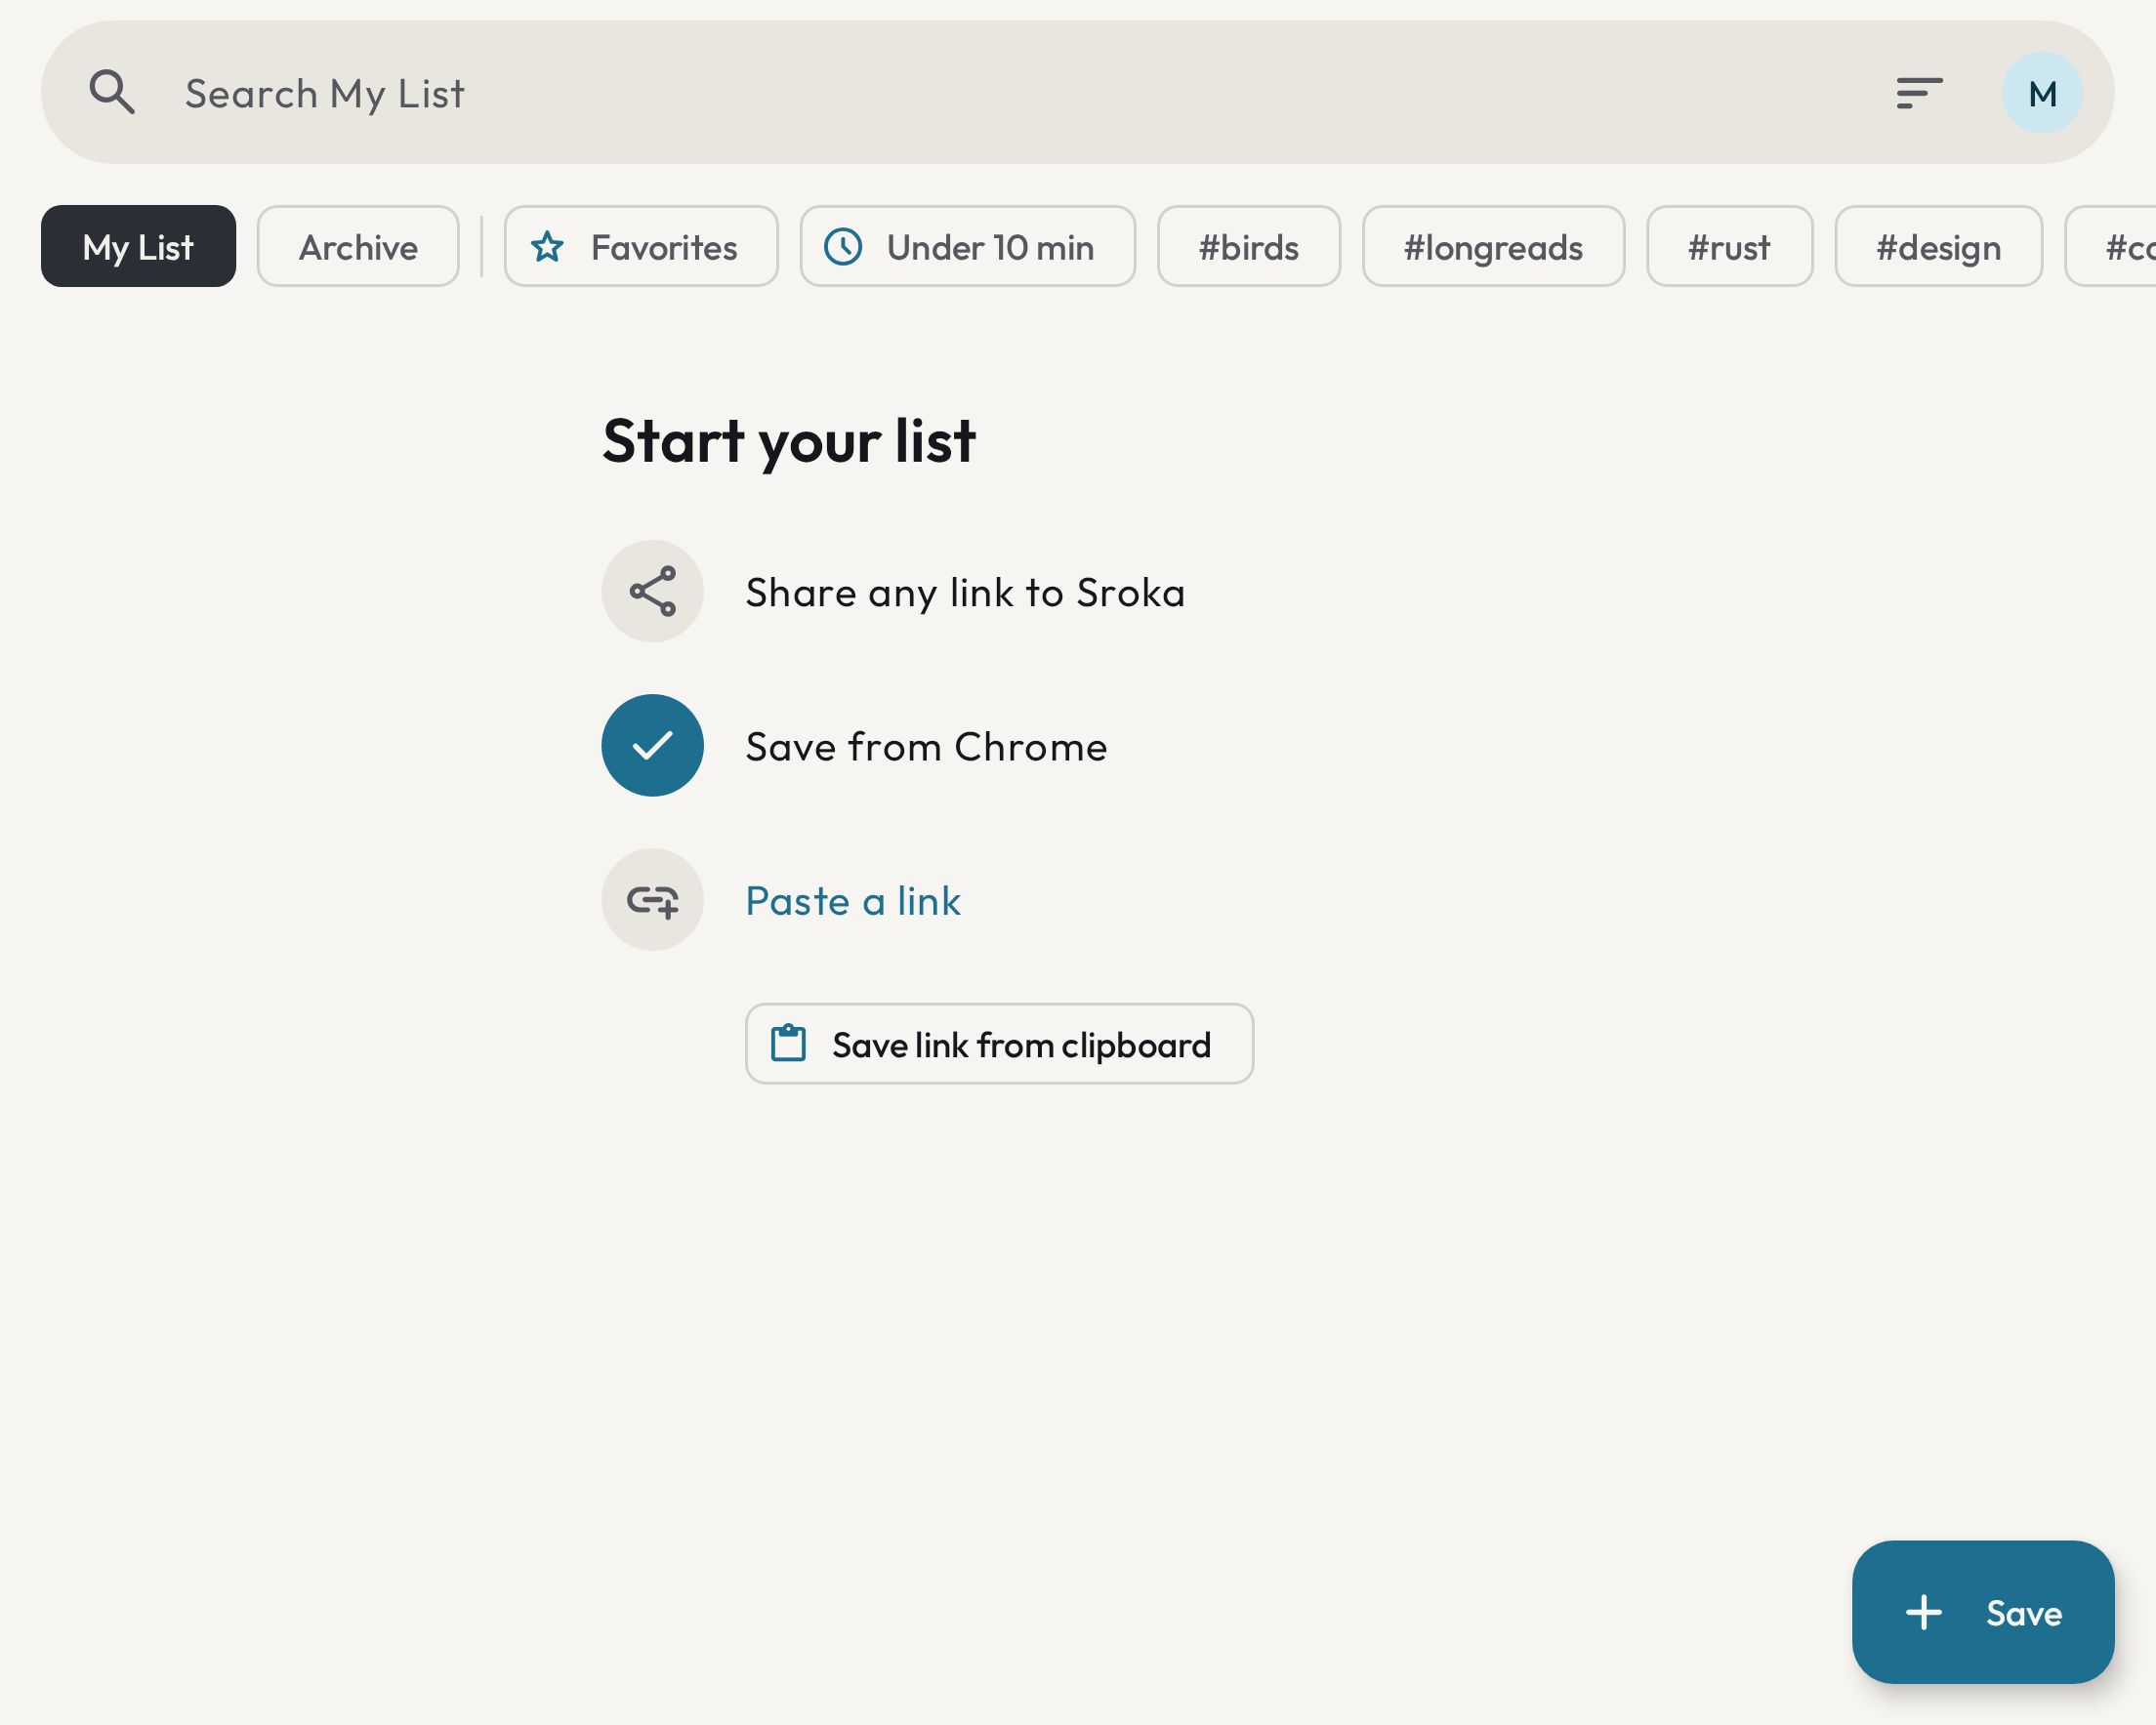 Search My List
M
My List
Archive
Favorites
Under 10 min
#birds
#longreads
#rust
#design
Start your list
Share any link to Sroka
Save from Chrome
Paste a link
Save link from clipboard
Save